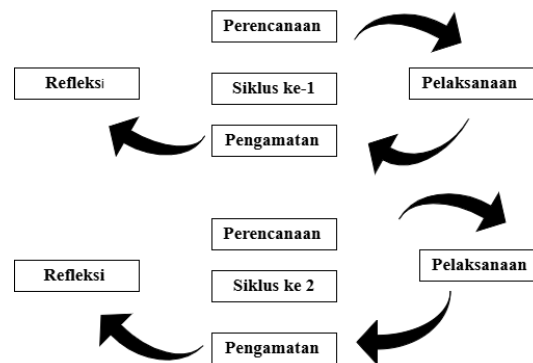 Perencanaan
Refleksi
Siklus ke-1
Pelaksanaan
Pengamatan
Perencanaan
Refleksi
Siklus ke 2
Pelaksanaan
Pengamatan